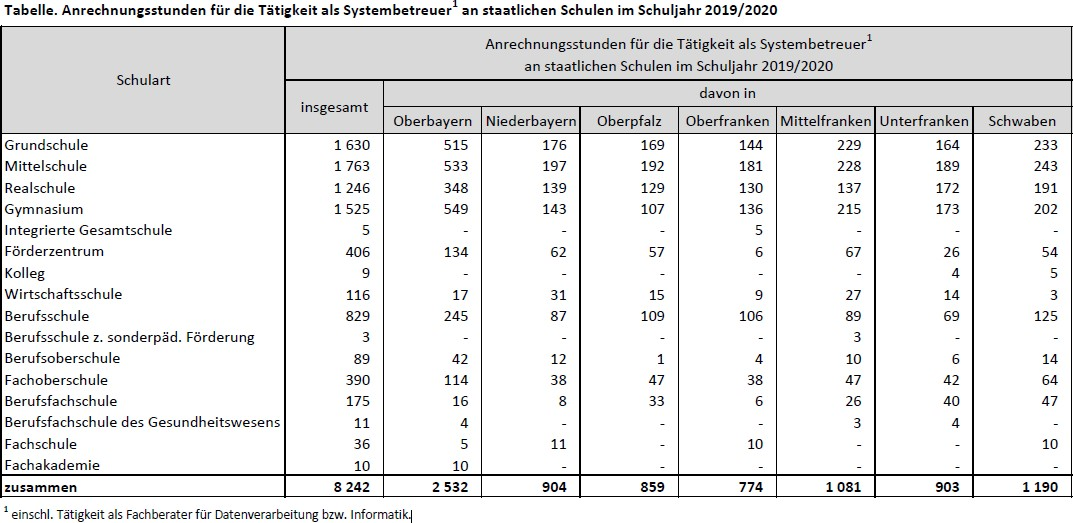 Tabelle. Anrechnungsstunden für die Tätigkeit als Systembetreuer¹ an staatlichen Schulen im Schuljahr 2019/2020
Schulart
Anrechnungsstunden für die Tätigkeit als Systembetreuer¹
an staatlichen Schulen im Schuljahr 2019/2020
insgesamt
davon in
Oberbayern Niederbayern Oberpfalz Oberfranken Mittelfranken Unterfranken Schwaben
Grundschule 1 630 515 176 169 144 229 164 233
Mittelschule 1 763 533 197 192 181 228 189 243
Realschule 1 246 348 139 129 130 137 172 191
Gymnasium 1 525 549 143 107 136 215 173 202
Integrierte Gesamtschule 5 - - - 5 - - -
Förderzentrum 406 134 62 57 6 67 26 54
Kolleg 9 - - - - - 4 5
Wirtschaftsschule 116 17 31 15 9 27 14 3
Berufsschule 829 245 87 109 106 89 69 125
Berufsschule z. sonderpäd. Förderung 3 - - - - 3 - -
Berufsoberschule 89 42 12 1 4 10 6 14
Fachoberschule 390 114 38 47 38 47 42 64
Berufsfachschule 175 16 8 33 6 26 40 47
Berufsfachschule des Gesundheitswesens 11 4 - - - 3 4 -
Fachschule 36 5 11 - 10 - - 10
Fachakademie 10 10 - - - - - -
zusammen 8 242 2 532 904 859 774 1 081 903 1 190
¹ einschl. Tätigkeit als Fachberater für Datenverarbeitung bzw. Informatik.